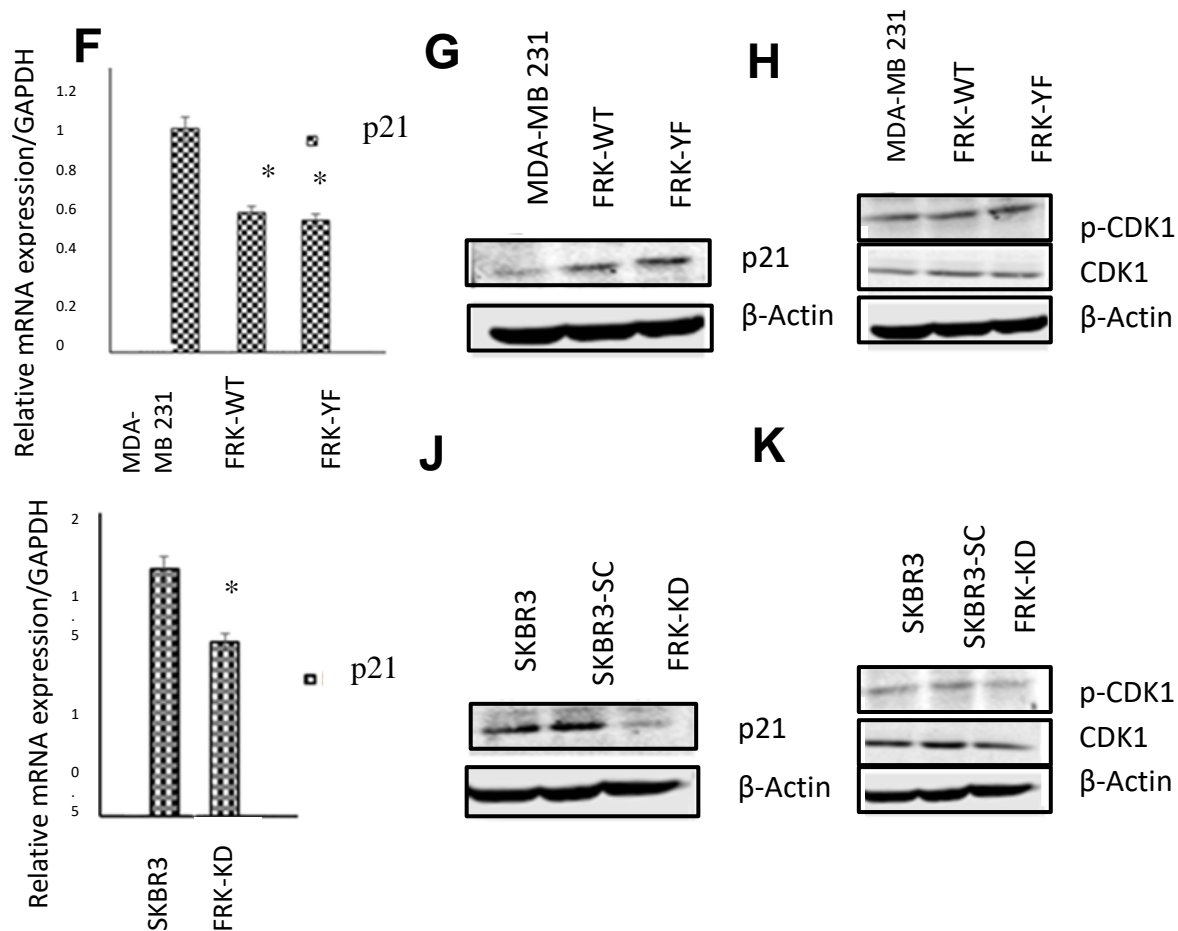 F
Relative mRNA expression/GAPDH
1.2
1
0.8
0.6
0.4
0.2
0
p21
*
*
MDA-
MB 231
FRK-WT
FRK-YF
G
MDA-MB 231
FRK-WT
FRK-YF
p21
β-Actin
H
MDA-MB 231
FRK-WT
FRK-YF
p-CDK1
CDK1
β-Actin
Relative mRNA expression/GAPDH
2
1
.
5
1
0
.
5
*
p21
SKBR3
FRK-KD
J
SKBR3
SKBR3-SC
FRK-KD
p21
β-Actin
K
SKBR3
SKBR3-SC
FRK-KD
p-CDK1
CDK1
β-Actin